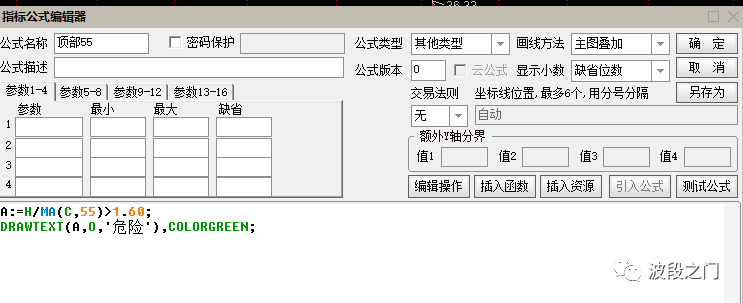 26.33
指标公式编辑器
公式名称 顶部55 密码保护 公式类型 其他类型 画线方法 主图叠加 确 定
公式描述 公式版本 0 云公式 显示小数 缺省位数 取 消
参数1-4 参数5-8 参数9-12 参数13-16 交易法则 坐标线位置,最多6个,用分号分隔 另存为
参数 最小 最大 缺省 无 自动
1
额外Y轴分界
2 值1 值2 值3 值4
3
4 编辑操作 插入函数 插入资源 引入公式 测试公式
A:=H/MA(C,55)>1.60;
DRAWTEXT(A,O,'危险'),COLORGREEN;
波段之门